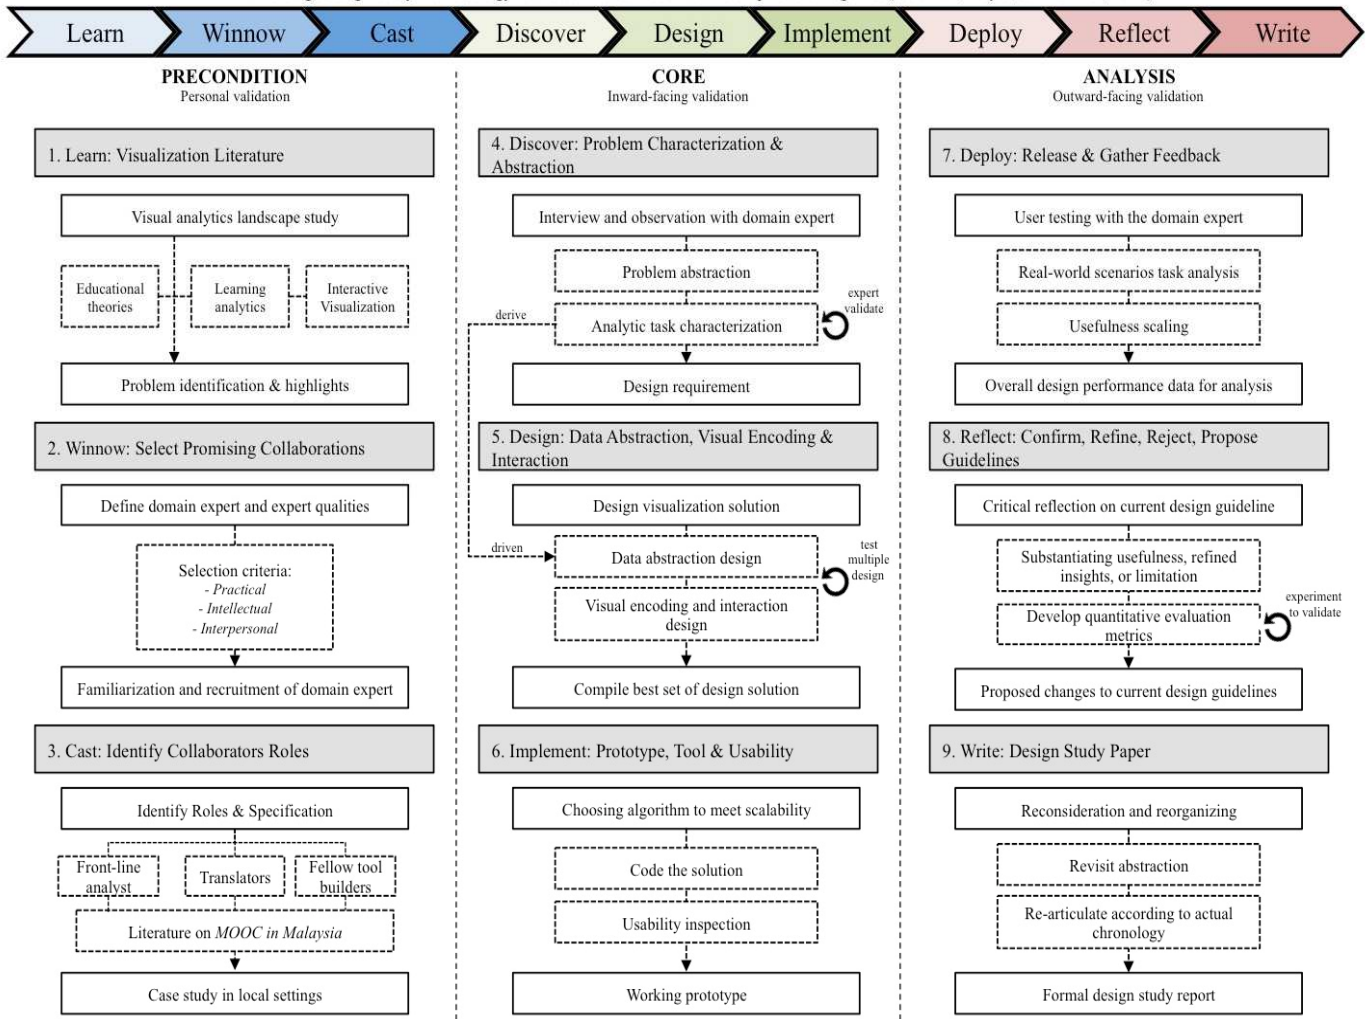 Learn
Winnow
Cast
Discover
Design
Implement
Deploy
Reflect
Write
PRECONDITION
Personal validation
1. Learn: Visualization Literature
Visual analytics landscape study
Educational
theories
Learning
analytics
Interactive
Visualization
Problem identification & highlights
2. Winnow: Select Promising Collaborations
Define domain expert and expert qualities
Selection criteria:
- Practical
- Intellectual
- Interpersonal
Familiarization and recruitment of domain expert
3. Cast: Identify Collaborators Roles
Identify Roles & Specification
Front-line
analyst
Translators
Fellow tool
builders
Literature on MOOC in Malaysia
Case study in local settings
CORE
Inward-facing validation
4. Discover: Problem Characterization &
Abstraction
Interview and observation with domain expert
Problem abstraction
Analytic task characterization
expert
validate
derive
Design requirement
5. Design: Data Abstraction, Visual Encoding &
Interaction
Design visualization solution
driven
Data abstraction design
test
multiple
design
Visual encoding and interaction
design
Compile best set of design solution
6. Implement: Prototype, Tool & Usability
Choosing algorithm to meet scalability
Code the solution
Usability inspection
Working prototype
ANALYSIS
Outward-facing validation
7. Deploy: Release & Gather Feedback
User testing with the domain expert
Real-world scenarios task analysis
Usefulness scaling
Overall design performance data for analysis
8. Reflect: Confirm, Refine, Reject, Propose
Guidelines
Critical reflection on current design guideline
Substantiating usefulness, refined
insights, or limitation
Develop quantitative evaluation
metrics
experiment
to validate
Proposed changes to current design guidelines
9. Write: Design Study Paper
Reconsideration and reorganizing
Revisit abstraction
Re-articulate according to actual
chronology
Formal design study report